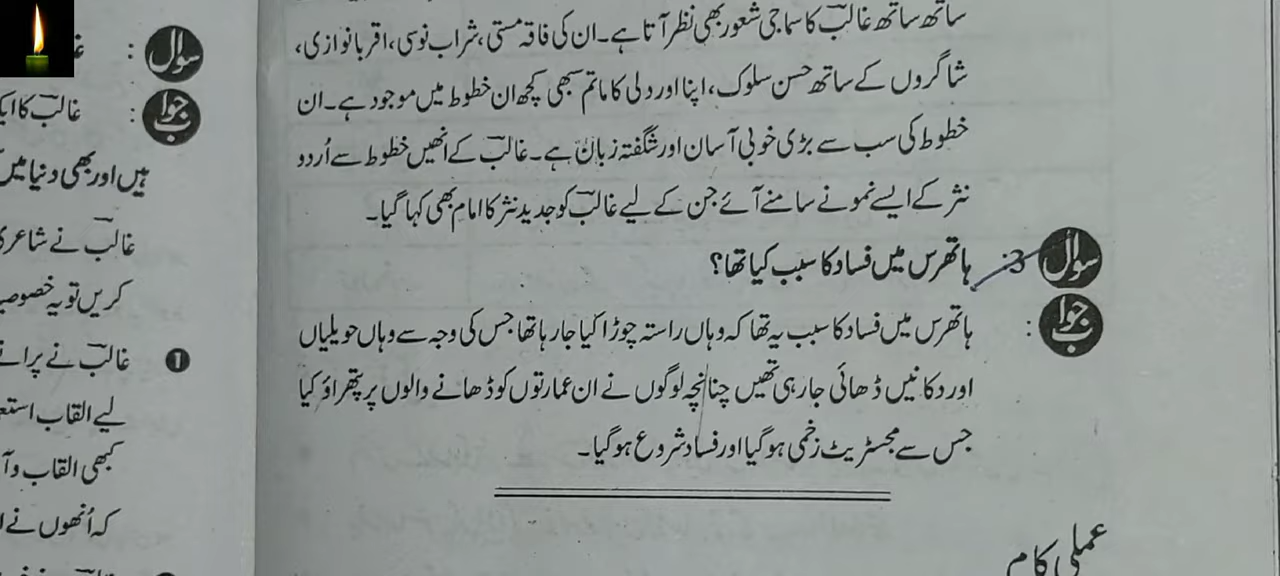 ساتھ ساتھ غالبؔ کا سماجی شعور بھی نظر آتا ہے۔ ان کی فاقہ مستی، شراب نوسی، اقربا نوازی،
شاگروں کے ساتھ حسن سلوک، اپنا اور دلی کا ماتم سبھی کچھ ان خطوط میں موجود ہے۔ ان
خطوط کی سب سے بڑی خوبی آسان اور شگفتہ زبان ہے۔ غالبؔ کے انھیں خطوط سے اُردو
نثر کے ایسے نمونے سامنے آئے جن کے لیے غالبؔ کو جدید نثر کا امام بھی کہا گیا۔
سوال 3: ہاتھرس میں فساد کا سبب کیا تھا؟
جواب : ہاتھرس میں فساد کا سبب یہ تھا کہ وہاں راستہ چوڑا کیا جا رہا تھا جس کی وجہ سے وہاں حویلیاں
اور دکانیں ڈھائی جا رہی تھیں چنانچہ لوگوں نے ان عمارتوں کو ڈھانے والوں پر پتھراؤ کیا
جس سے مجسٹریٹ زخمی ہو گیا اور فساد شروع ہو گیا۔
عملی کام
سوال :
جواب : غالبؔ کا
ہیں اور بھی دنیا میں
غالبؔ نے شاعری
کریں تو یہ
❶ غالبؔ نے پرانے
لیے القاب
کبھی القاب و
کہ اُنھوں نے